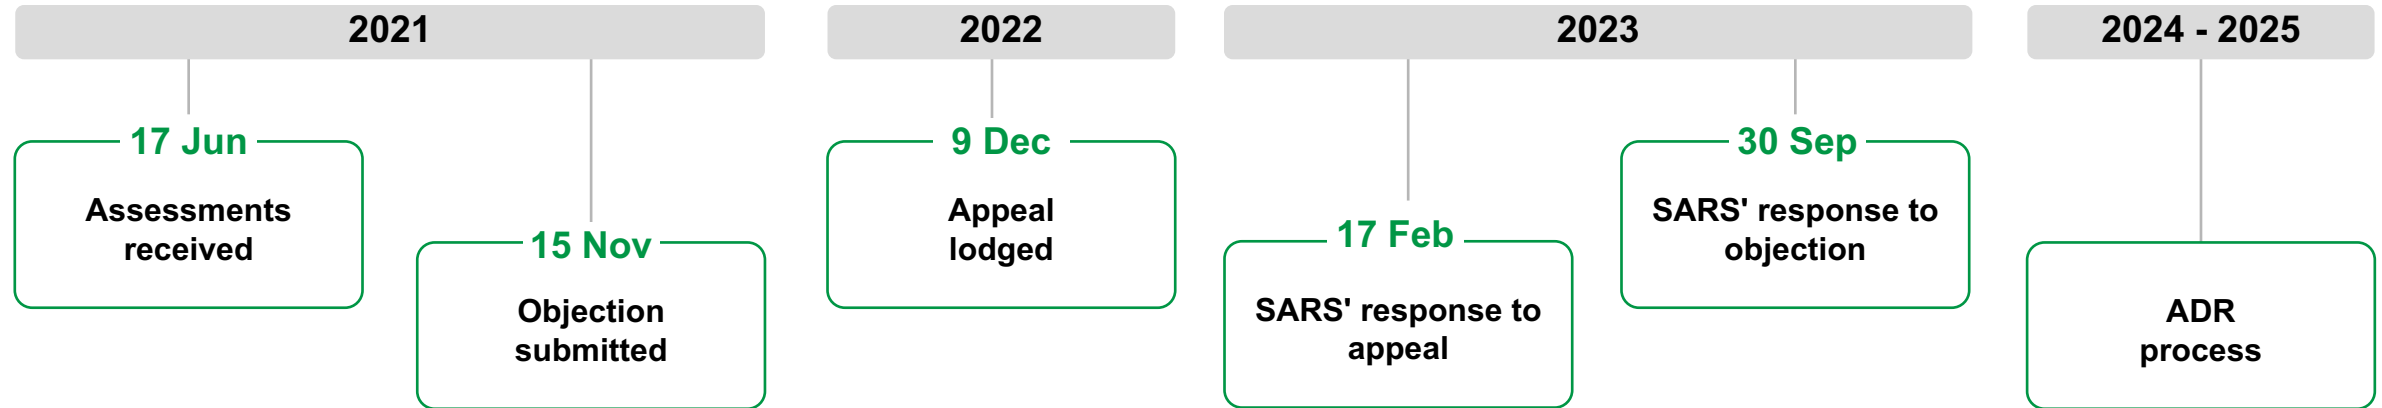 2021
17 Jun
Assessments
received
15 Nov
Objection
submitted
2022
9 Dec
Appeal
lodged
2023
17 Feb
SARS' response to
appeal
30 Sep
SARS' response to
objection
2024 - 2025
ADR
process